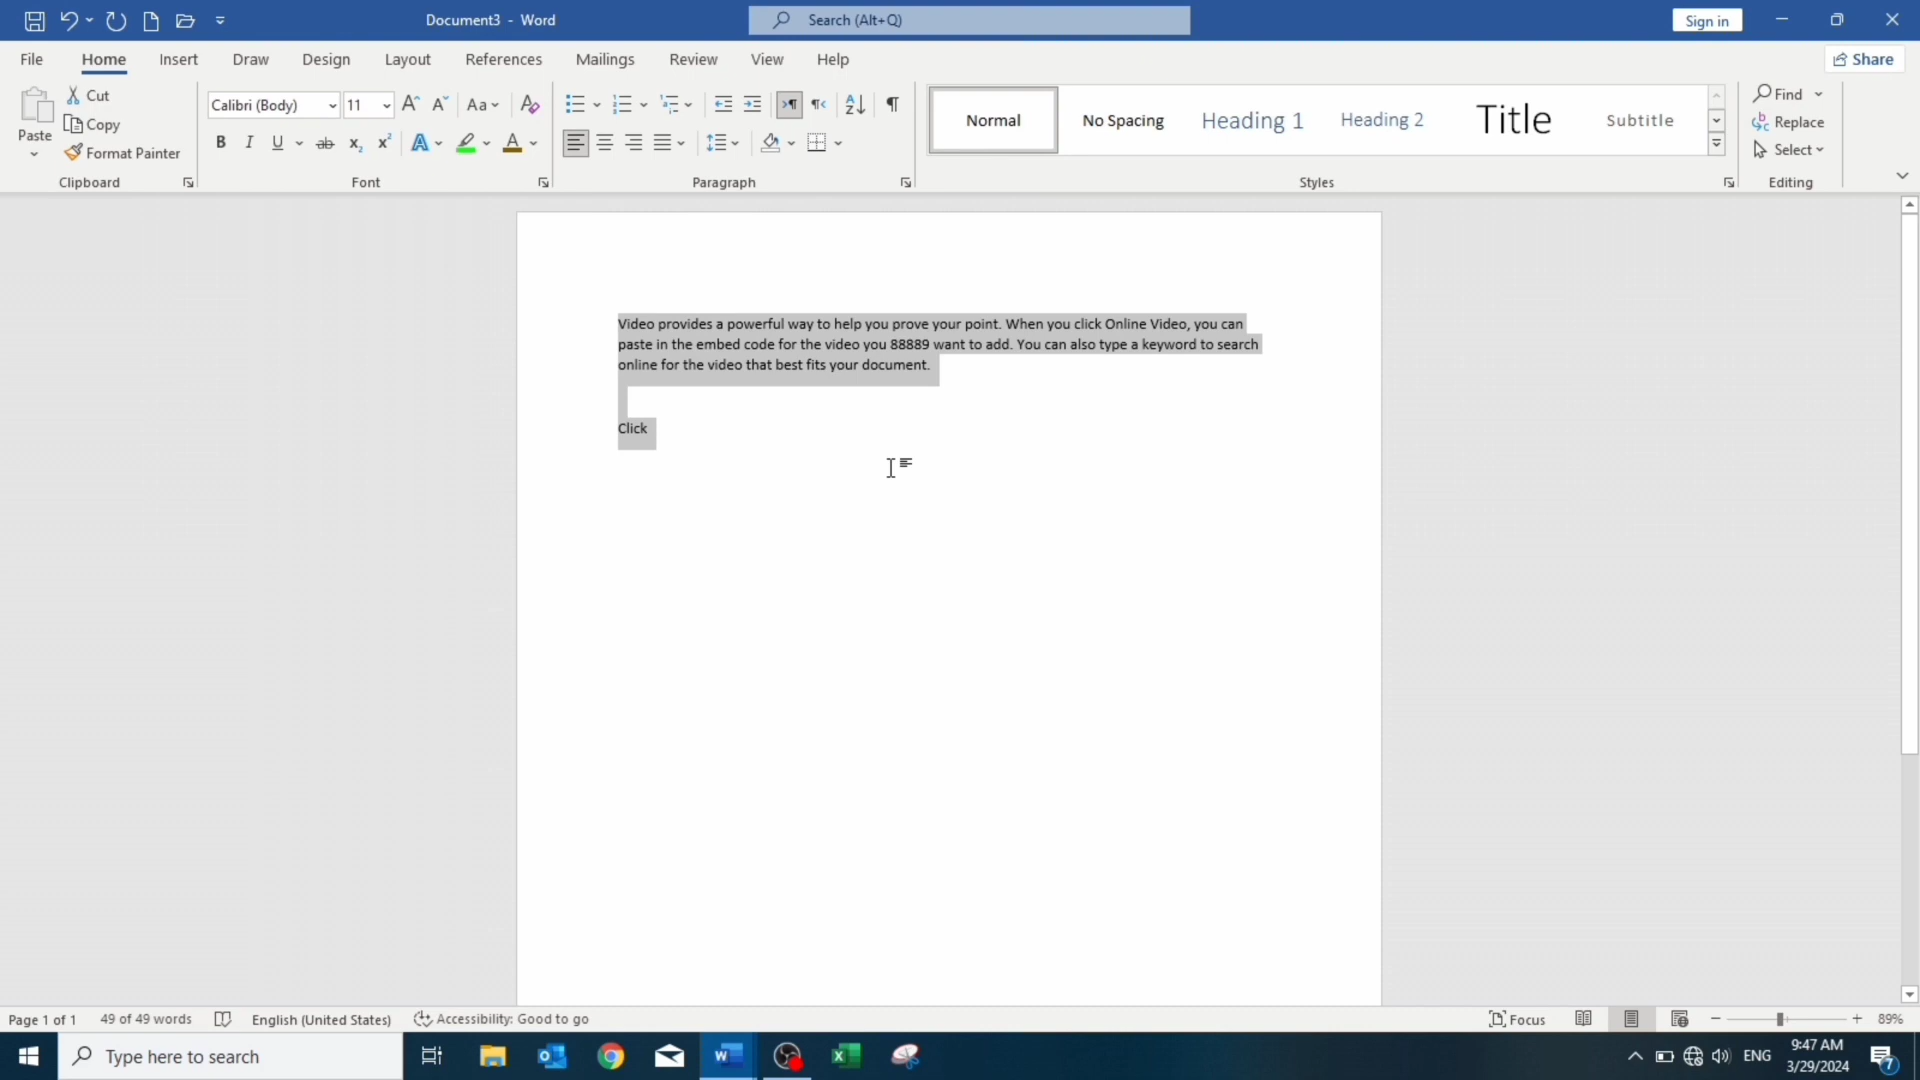 Document3 - Word
Search (Alt+Q)
Sign in
File Home Insert Draw Design Layout References Mailings Review View Help
Share
Paste
Cut
Copy
Format Painter
Clipboard
Calibri (Body) 11
Aa
B I U ab x₂ x² A A
Font
Paragraph
Normal
No Spacing
Heading 1
Heading 2
Title
Subtitle
Styles
Find
Replace
Select
Editing
Video provides a powerful way to help you prove your point. When you click Online Video, you can
paste in the embed code for the video you 88889 want to add. You can also type a keyword to search
online for the video that best fits your document.
Click
Page 1 of 1 49 of 49 words English (United States) Accessibility: Good to go
Focus
89%
Type here to search
ENG
9:47 AM
3/29/2024
7